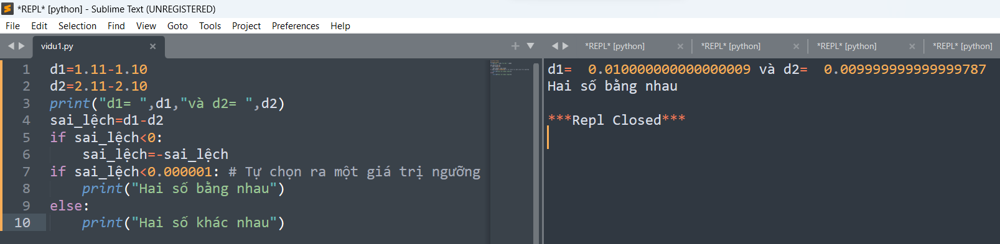 *REPL* [python] - Sublime Text (UNREGISTERED)
File Edit Selection Find View Goto Tools Project Preferences Help
vidu1.py
*REPL* [python] *REPL* [python] *REPL* [python] *REPL* [python]
1 d1=1.11-1.10
2 d2=2.11-2.10
3 print("d1= ",d1,"và d2= ",d2)
4 sai_lệch=d1-d2
5 if sai_lệch<0:
6     sai_lệch=-sai_lệch
7 if sai_lệch<0.000001: # Tự chọn ra một giá trị ngưỡng
8     print("Hai số bằng nhau")
9 else:
10     print("Hai số khác nhau")
d1=  0.010000000000000009 và d2=  0.009999999999999787
Hai số bằng nhau
***Repl Closed***